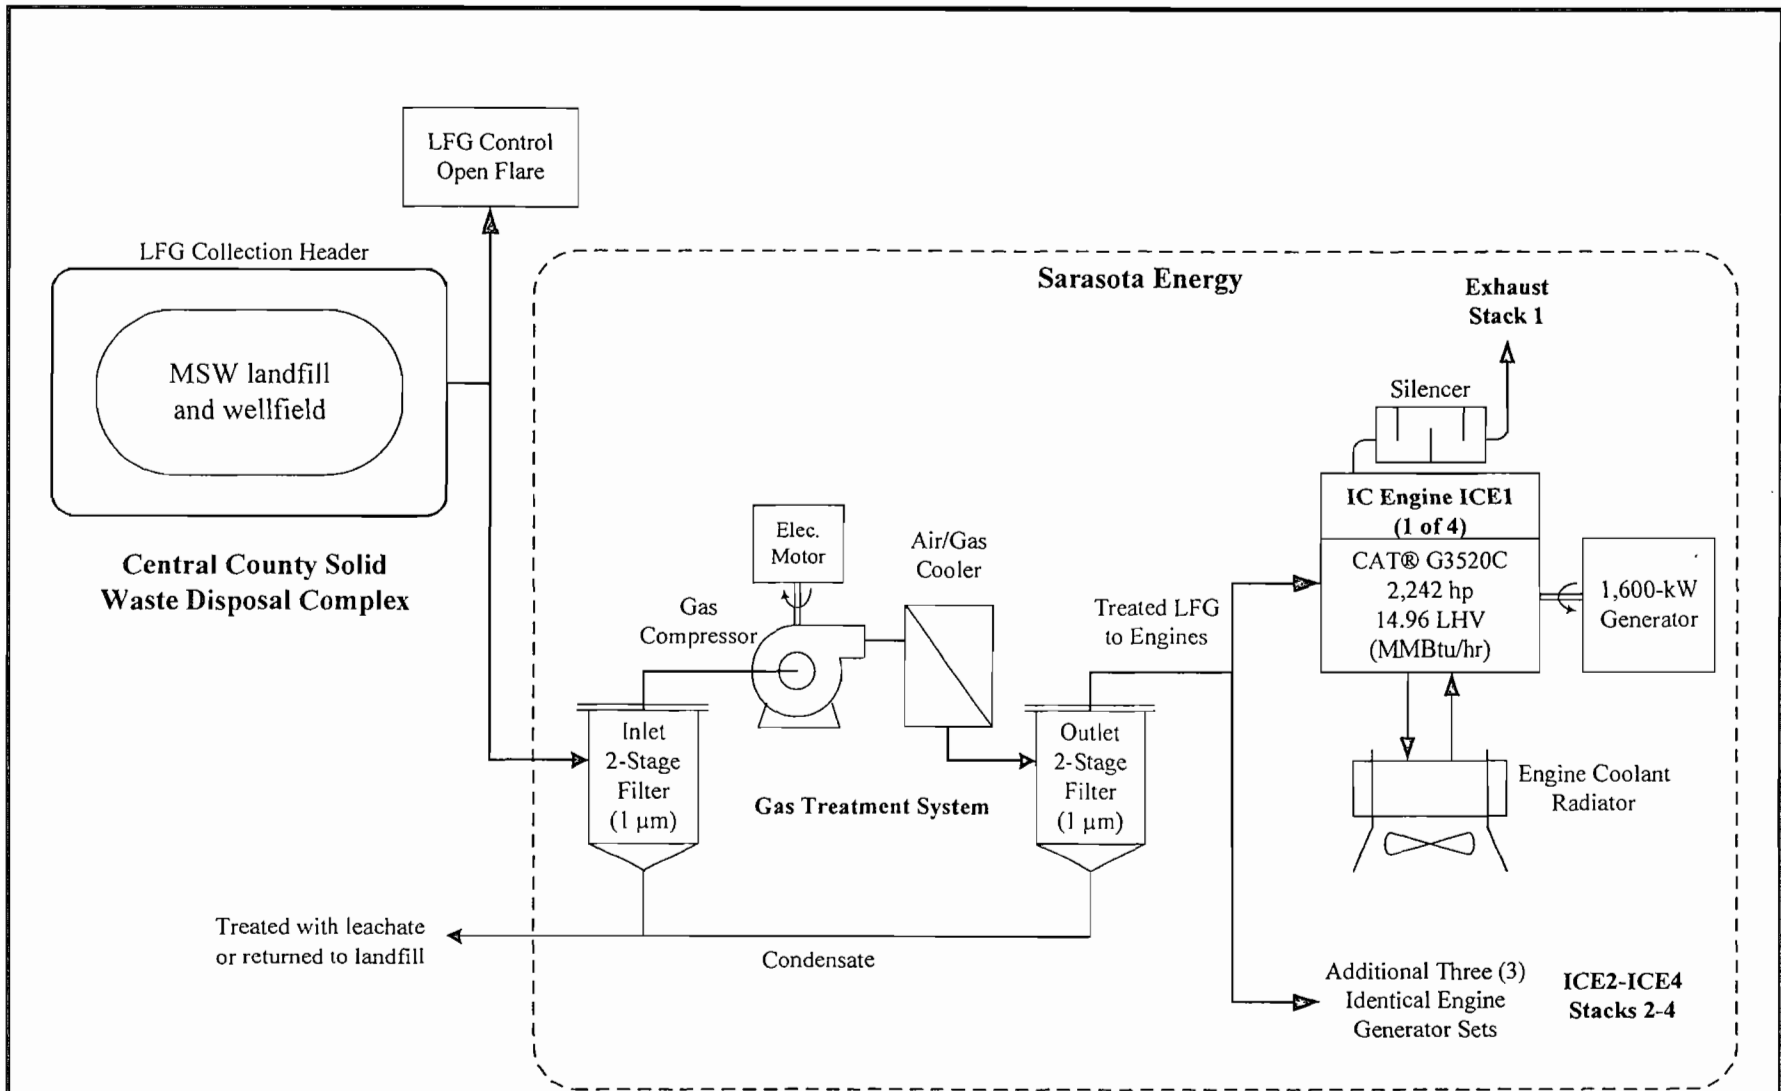 LFG Control
Open Flare
LFG Collection Header
MSW landfill
and wellfield
Central County Solid
Waste Disposal Complex
Sarasota Energy
Exhaust
Stack 1
Silencer
IC Engine ICE1
(1 of 4)
CAT® G3520C
2,242 hp
14.96 LHV
(MMBtu/hr)
1,600-kW
Generator
Elec.
Motor
Air/Gas
Cooler
Gas
Compressor
Treated LFG
to Engines
Inlet
2-Stage
Filter
(1 µm)
Gas Treatment System
Outlet
2-Stage
Filter
(1 µm)
Engine Coolant
Radiator
Treated with leachate
or returned to landfill
Condensate
Additional Three (3)
Identical Engine
Generator Sets
ICE2-ICE4
Stacks 2-4